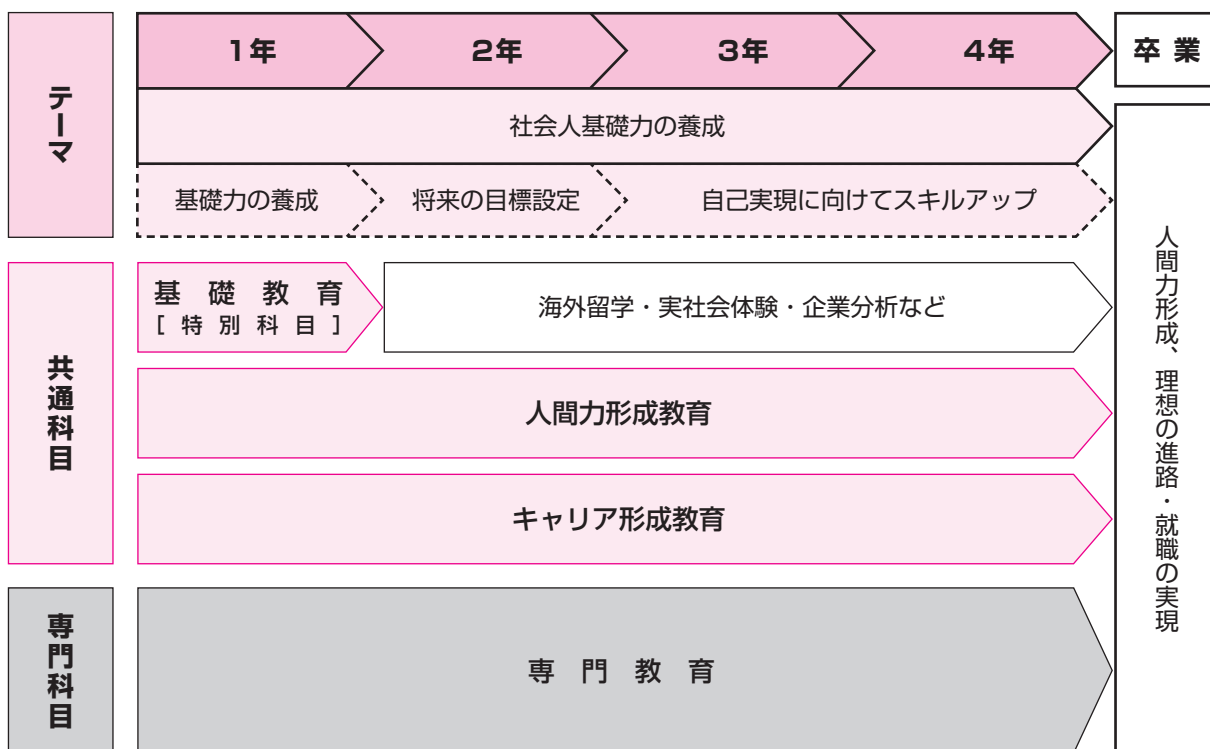 テーマ
1年
2年
3年
4年
卒業
社会人基礎力の養成
基礎力の養成
将来の目標設定
自己実現に向けてスキルアップ
人間力形成、理想の進路・就職の実現
共通科目
基礎教育
[特別科目]
海外留学・実社会体験・企業分析など
人間力形成教育
キャリア形成教育
専門科目
専門教育